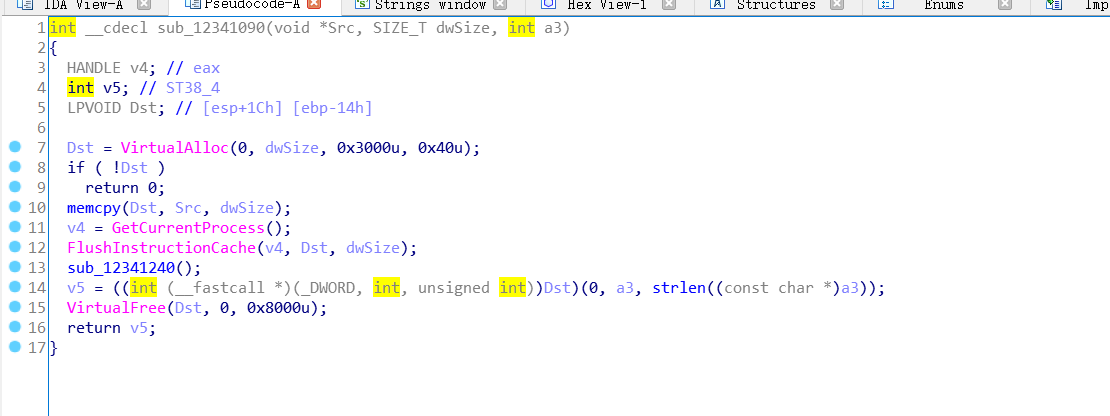 IDA View-A Pseudocode-A Strings window Hex View-1 Structures Enums
1 int __cdecl sub_12341090(void *Src, SIZE_T dwSize, int a3)
2 {
3 HANDLE v4; // eax
4 int v5; // ST38_4
5 LPVOID Dst; // [esp+1Ch] [ebp-14h]
6
7 Dst = VirtualAlloc(0, dwSize, 0x3000u, 0x40u);
8 if ( !Dst )
9 return 0;
10 memcpy(Dst, Src, dwSize);
11 v4 = GetCurrentProcess();
12 FlushInstructionCache(v4, Dst, dwSize);
13 sub_12341240();
14 v5 = ((int (__fastcall *)(_DWORD, int, unsigned int))Dst)(0, a3, strlen((const char *)a3));
15 VirtualFree(Dst, 0, 0x8000u);
16 return v5;
17 }